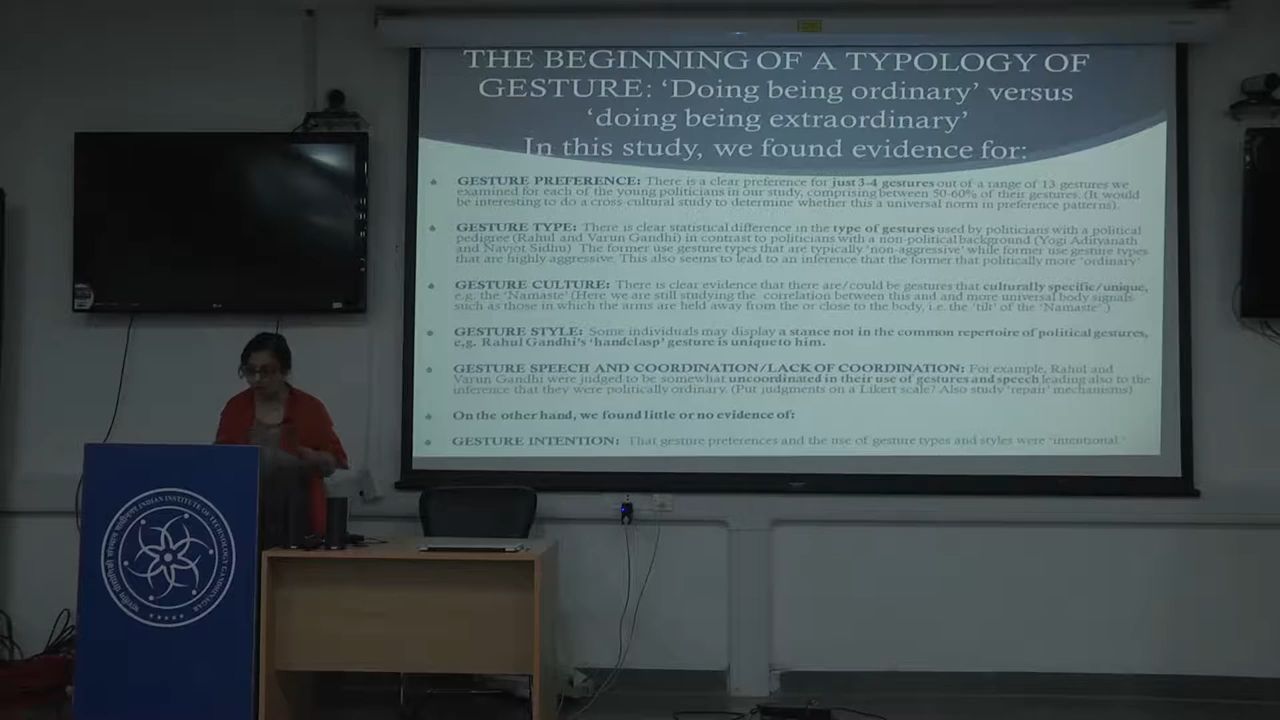 THE BEGINNING OF A TYPOLOGY OF
GESTURE: ‘Doing being ordinary’ versus
‘doing being extraordinary’
In this study, we found evidence for:
GESTURE PREFERENCE: There is a clear preference for just 3-4 gestures out of a range of 13 gestures we
examined for each of the young politicians in our study, comprising between 50-60% of their gestures. (It would
be interesting to do a cross-cultural study to determine whether this a universal norm in preference patterns).
GESTURE TYPE: There is clear statistical difference in the type of gestures used by politicians with a political
pedigree (Rahul and Varun Gandhi) in contrast to politicians with a non-political background (Yogi Adityanath
and Navjot Sidhu). The former use gesture types that are typically ‘non-aggressive’ while former use gesture types
that are highly aggressive. This also seems to lead to an inference that the former that politically more ‘ordinary’
GESTURE CULTURE: There is clear evidence that there are/could be gestures that culturally specific/unique,
e.g. the ‘Namaste’ (Here we are still studying the correlation between this and and more universal body signals
such as those in which the arms are held away from the or close to the body, i.e. the ‘tilt’ of the ‘Namaste’ )
GESTURE STYLE: Some individuals may display a stance not in the common repertoire of political gestures,
e,g. Rahul Gandhi’s ‘handclasp’ gesture is unique to him.
GESTURE SPEECH AND COORDINATION/LACK OF COORDINATION: For example, Rahul and
Varun Gandhi were judged to be somewhat uncoordinated in their use of gestures and speech leading also to the
inference that they were politically ordinary. (Put judgments on a Likert scale? Also study ‘repair’ mechanisms)
On the other hand, we found little or no evidence of:
GESTURE INTENTION: That gesture preferences and the use of gesture types and styles were ‘intentional.’
INDIAN INSTITUTE OF TECHNOLOGY GANDHINAGAR
भारतीय प्रौद्योगिकी संस्थान गांधीनगर
LG